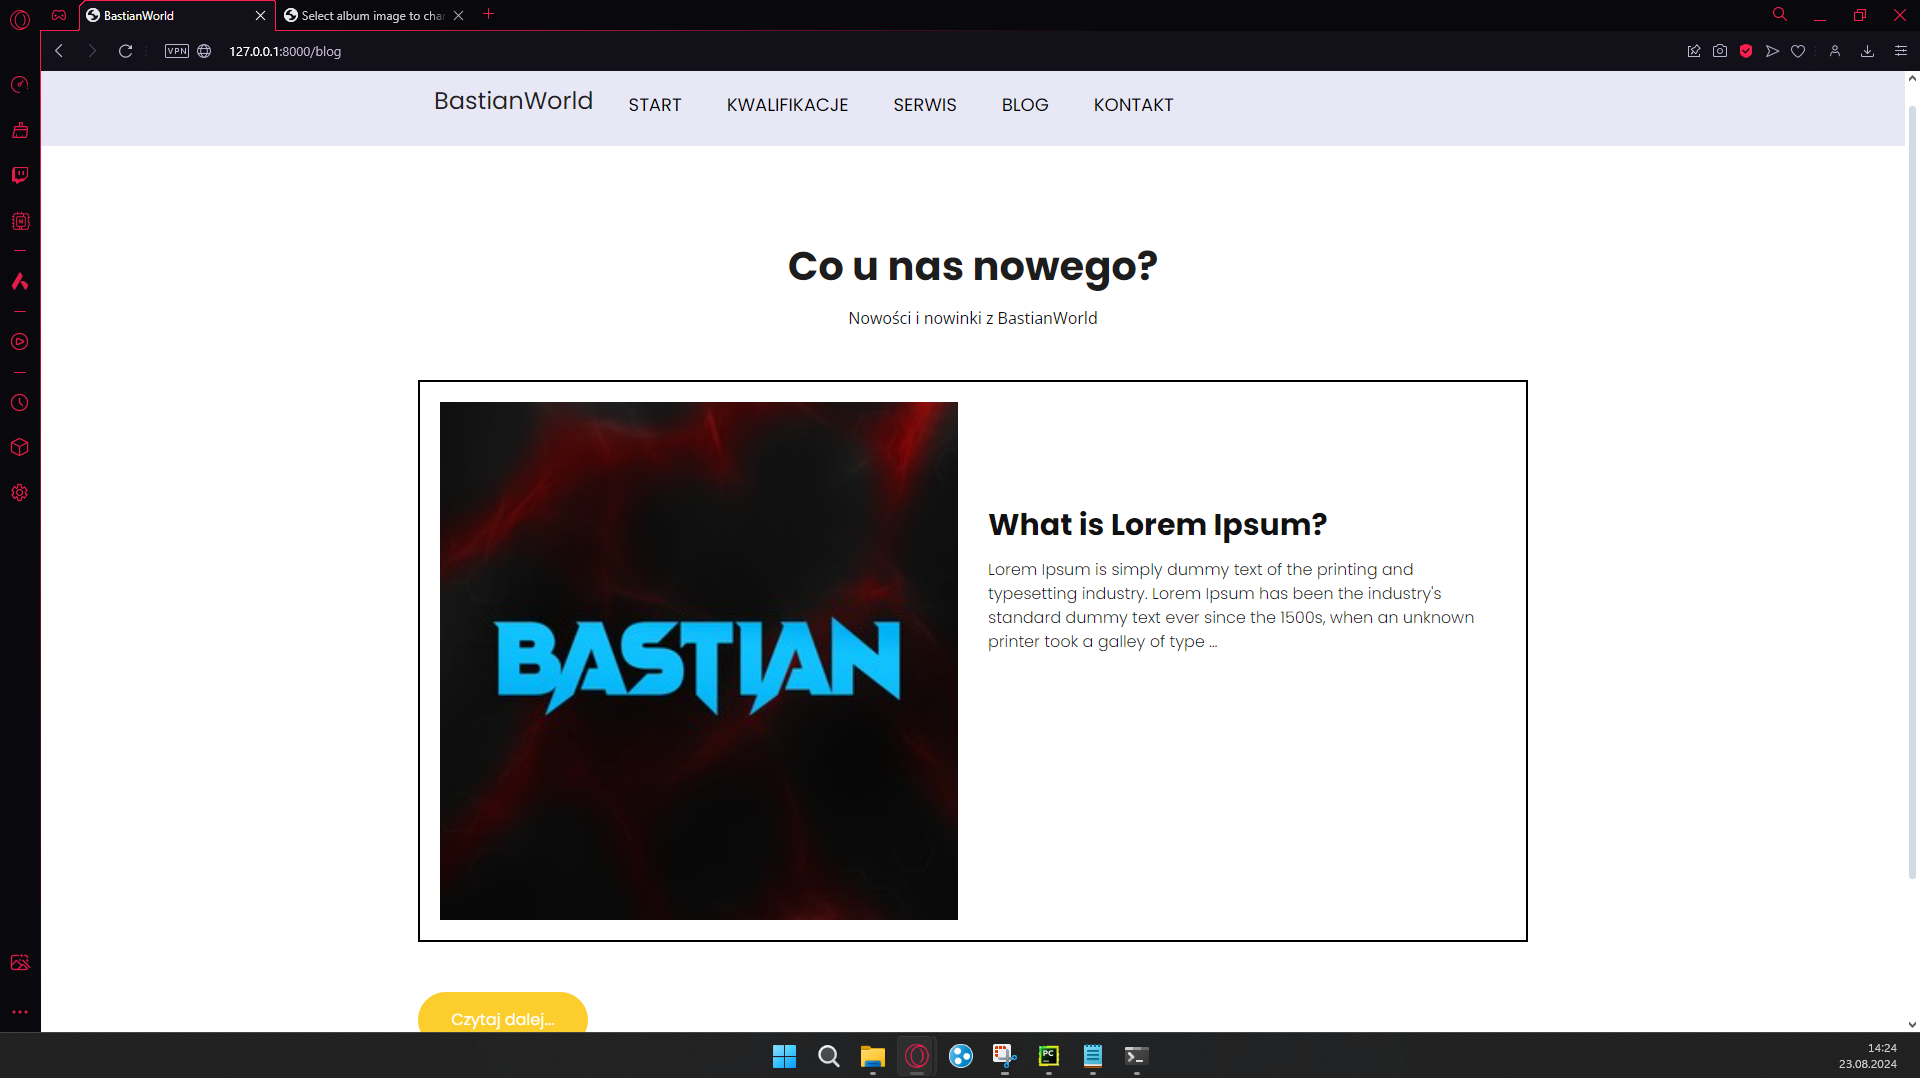 BastianWorld
Select album image to char
VPN
127.0.0.1:8000/blog
BastianWorld START KWALIFIKACJE SERWIS BLOG KONTAKT
Co u nas nowego?
Nowości i nowinki z BastianWorld
BASTIAN
What is Lorem Ipsum?
Lorem Ipsum is simply dummy text of the printing and
typesetting industry. Lorem Ipsum has been the industry's
standard dummy text ever since the 1500s, when an unknown
printer took a galley of type ...
Czytaj dalej...
PC
14:24
23.08.2024